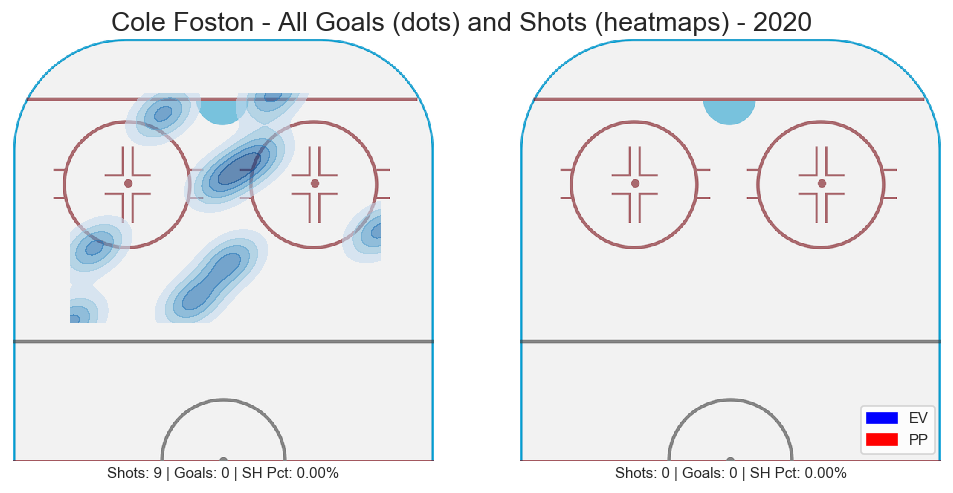 Cole Foston - All Goals (dots) and Shots (heatmaps) - 2020
EV
PP
Shots: 9 | Goals: 0 | SH Pct: 0.00%
Shots: 0 | Goals: 0 | SH Pct: 0.00%